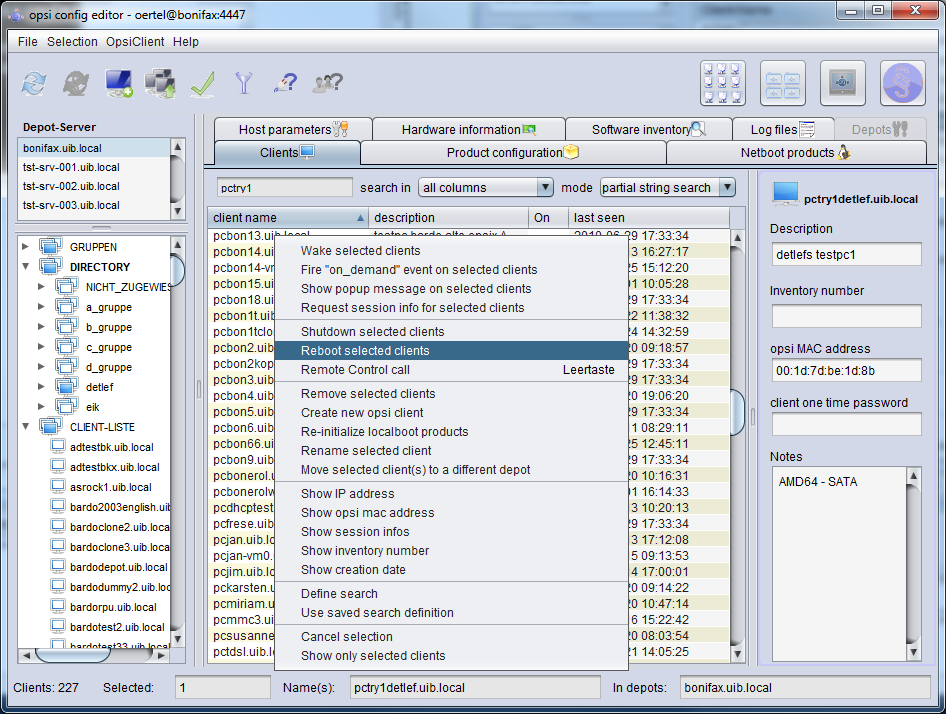 opsi config editor - oertel@bonifax:4447
File Selection OpsiClient Help
Depot-Server
bonifax.uib.local
tst-srv-001.uib.local
tst-srv-002.uib.local
tst-srv-003.uib.local
GRUPPEN
DIRECTORY
NICHT_ZUGEWIES
a_gruppe
b_gruppe
c_gruppe
d_gruppe
detlef
eik
CLIENT-LISTE
adtestbk.uib.local
adtestbkx.uib.local
asrock1.uib.local
bardo2003english.uib
bardoclone2.uib.loca
bardoclone3.uib.loca
bardodepot.uib.local
bardodummy2.uib.loc
bardorpu.uib.local
bardotest2.uib.local
bardotest33.uib.local
Host parameters Hardware information Software inventory Log files Depots
Clients Product configuration Netboot products
pctry1 search in all columns mode partial string search
client name description On last seen
pcbon13.uib.local 2010-06-29 17:33:34
pcbon14.ui 3 16:27:17
pcbon14-vm 25 15:12:20
pcbon15.ui 01 10:05:28
pcbon18.ui 29 17:33:34
pcbon1t.uib 22 11:38:32
pcbon1tclo 24 14:32:59
pcbon2.uib 20 09:18:57
pcbon2kop 29 17:33:34
pcbon3.uib 29 17:33:34
pcbon4.uib 20 19:06:20
pcbon5.uib 29 17:33:34
pcbon6.uib 1 08:29:11
pcbon66.ui 25 12:45:11
pcbon9.uib 29 17:33:34
pcbonerol.u 20 10:16:31
pcbonerolw 01 16:14:33
pcdhcptest 3 10:20:13
pcfrese.uib 29 17:33:34
pcjan.uib.lo 3 17:12:08
pcjan-vm0. 5 09:13:53
pcjim.uib.lo 4 17:00:01
pckarsten.u 20 09:14:22
pcmiriam.ui 20 10:47:14
pcmmc3.ui 6 15:22:42
pcsusanne 20 08:03:54
pctdsl.uib.l 21 14:05:25
Wake selected clients
Fire "on_demand" event on selected clients
Show popup message on selected clients
Request session info for selected clients
Shutdown selected clients
Reboot selected clients
Remote Control call Leertaste
Remove selected clients
Create new opsi client
Re-initialize localboot products
Rename selected client
Move selected client(s) to a different depot
Show IP address
Show opsi mac address
Show session infos
Show inventory number
Show creation date
Define search
Use saved search definition
Cancel selection
Show only selected clients
pctry1detlef.uib.local
Description
detlefs testpc1
Inventory number
opsi MAC address
00:1d:7d:be:1d:8b
client one time password
Notes
AMD64 - SATA
Clients: 227 Selected: 1 Name(s): pctry1detlef.uib.local In depots: bonifax.uib.local